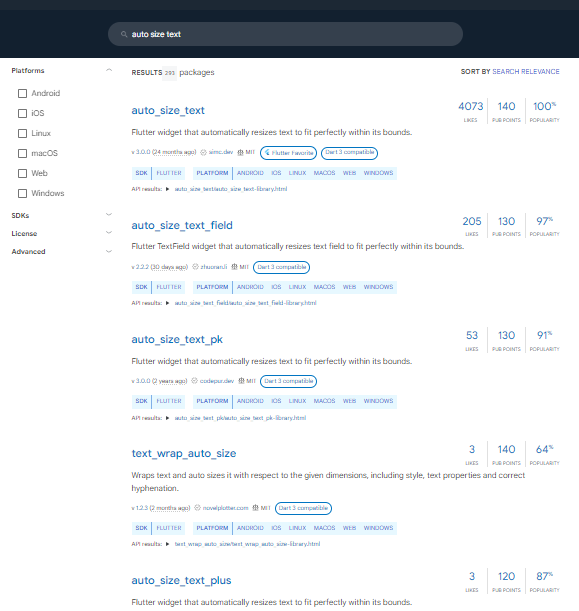 auto size text
Platforms
Android
iOS
Linux
macOS
Web
Windows
SDKs
License
Advanced
RESULTS 293 packages
SORT BY SEARCH RELEVANCE
auto_size_text
4073 LIKES 140 PUB POINTS 100% POPULARITY
Flutter widget that automatically resizes text to fit perfectly within its bounds.
v 3.0.0 (24 months ago) simc.dev MIT Flutter Favorite Dart 3 compatible
SDK FLUTTER PLATFORM ANDROID IOS LINUX MACOS WEB WINDOWS
API results: auto_size_text/auto_size_text-library.html
auto_size_text_field
205 LIKES 130 PUB POINTS 97% POPULARITY
Flutter TextField widget that automatically resizes text field to fit perfectly within its bounds.
v 2.2.2 (30 days ago) zhuoran.li MIT Dart 3 compatible
SDK FLUTTER PLATFORM ANDROID IOS LINUX MACOS WEB WINDOWS
API results: auto_size_text_field/auto_size_text_field-library.html
auto_size_text_pk
53 LIKES 130 PUB POINTS 91% POPULARITY
Flutter widget that automatically resizes text to fit perfectly within its bounds.
v 3.0.0 (2 years ago) codepur.dev MIT Dart 3 compatible
SDK FLUTTER PLATFORM ANDROID IOS LINUX MACOS WEB WINDOWS
API results: auto_size_text_pk/auto_size_text_pk-library.html
text_wrap_auto_size
3 LIKES 140 PUB POINTS 64% POPULARITY
Wraps text and auto sizes it with respect to the given dimensions, including style, text properties and correct
hyphenation.
v 1.2.3 (2 months ago) novelplotter.com MIT Dart 3 compatible
SDK FLUTTER PLATFORM ANDROID IOS LINUX MACOS WEB WINDOWS
API results: text_wrap_auto_size/text_wrap_auto_size-library.html
auto_size_text_plus
3 LIKES 120 PUB POINTS 87% POPULARITY
Flutter widget that automatically resizes text to fit perfectly within its bounds.